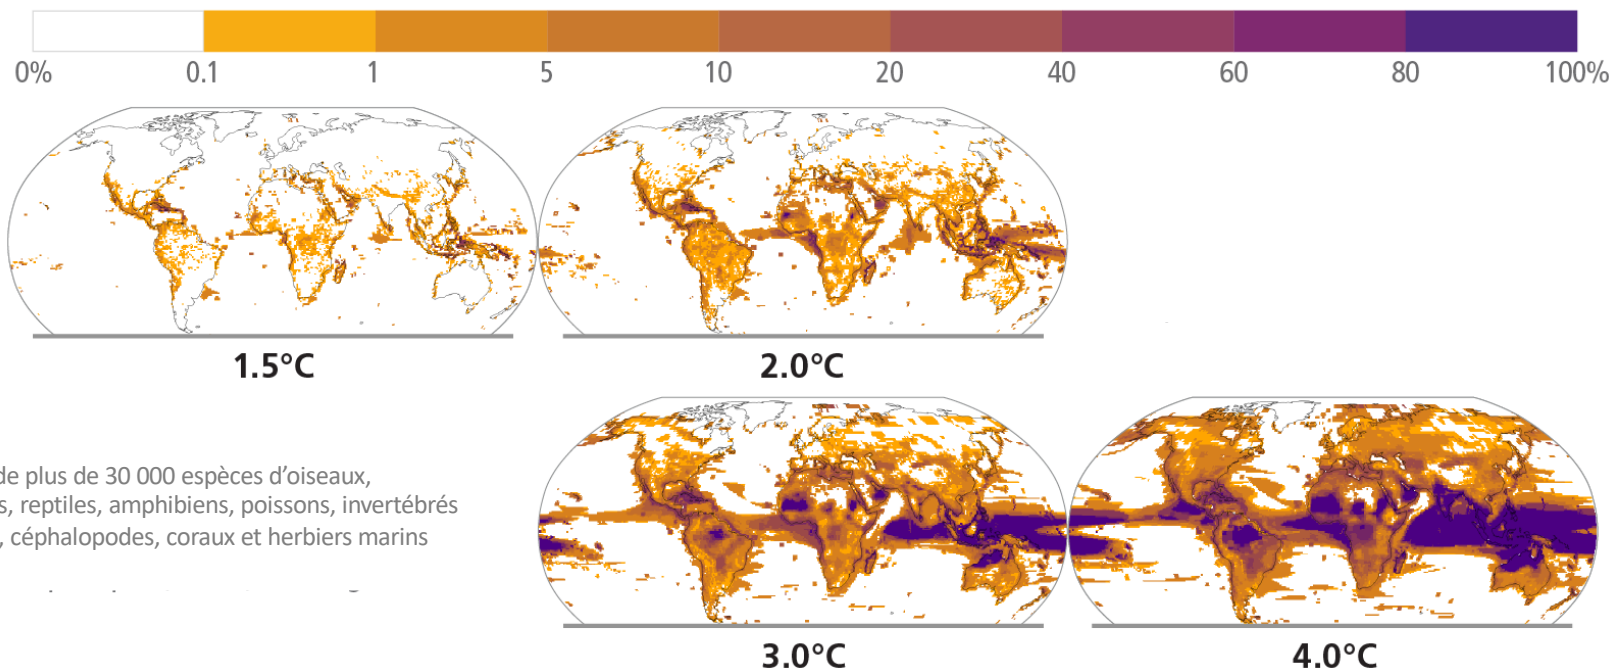 0% 0.1 1 5 10 20 40 60 80 100%
1.5°C 2.0°C
de plus de 30 000 espèces d’oiseaux,
reptiles, amphibiens, poissons, invertébrés
céphalopodes, coraux et herbiers marins
3.0°C 4.0°C